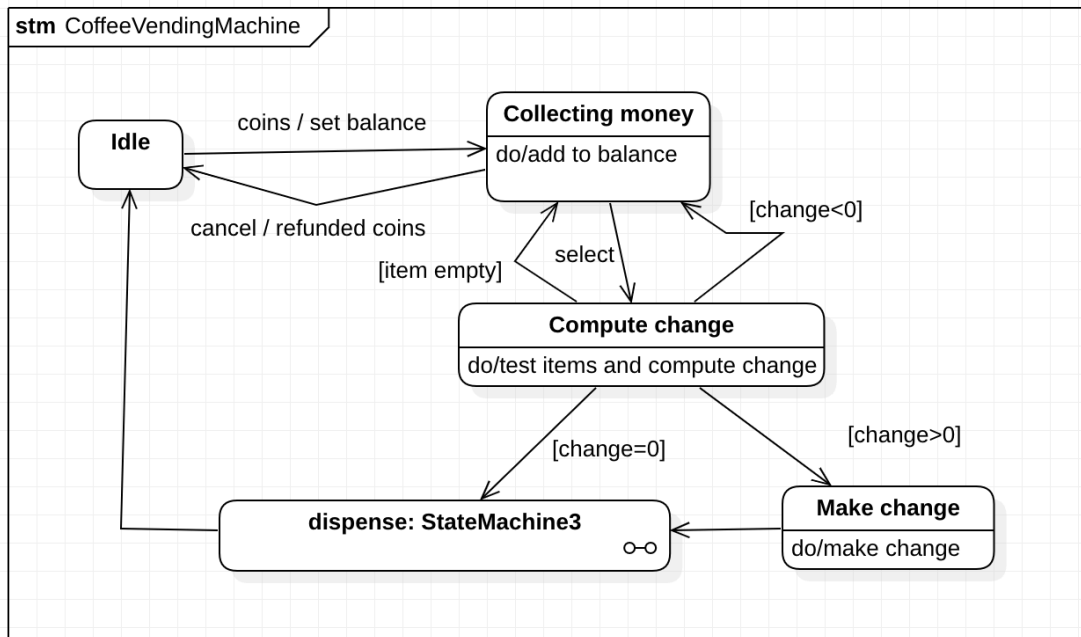 stm CoffeeVendingMachine
Idle
coins / set balance
Collecting money
do/add to balance
cancel / refunded coins
[change<0]
[item empty]
select
Compute change
do/test items and compute change
[change=0]
[change>0]
dispense: StateMachine3
Make change
do/make change